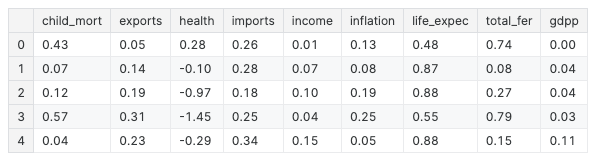 child_mort exports health imports income inflation life_expec total_fer gdpp
0 0.43 0.05 0.28 0.26 0.01 0.13 0.48 0.74 0.00
1 0.07 0.14 -0.10 0.28 0.07 0.08 0.87 0.08 0.04
2 0.12 0.19 -0.97 0.18 0.10 0.19 0.88 0.27 0.04
3 0.57 0.31 -1.45 0.25 0.04 0.25 0.55 0.79 0.03
4 0.04 0.23 -0.29 0.34 0.15 0.05 0.88 0.15 0.11